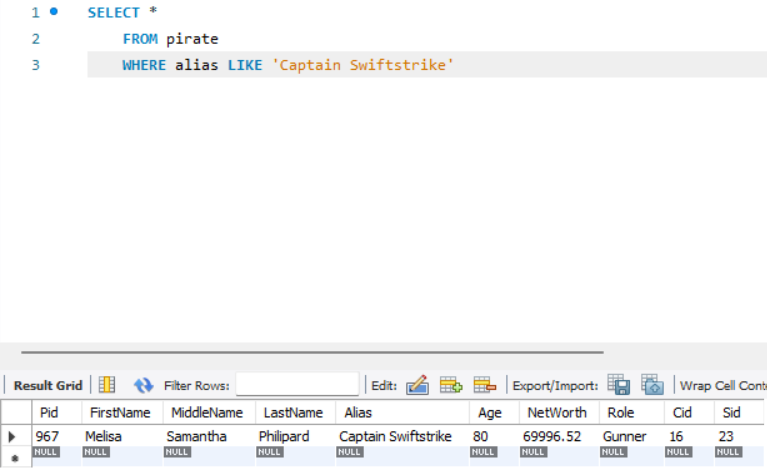 1 SELECT *
2 FROM pirate
3 WHERE alias LIKE 'Captain Swiftstrike'
Result Grid Filter Rows: Edit: Export/Import: Wrap Cell Cont
Pid FirstName MiddleName LastName Alias Age NetWorth Role Cid Sid
967 Melisa Samantha Philipard Captain Swiftstrike 80 69996.52 Gunner 16 23
NULL NULL NULL NULL NULL NULL NULL NULL NULL NULL